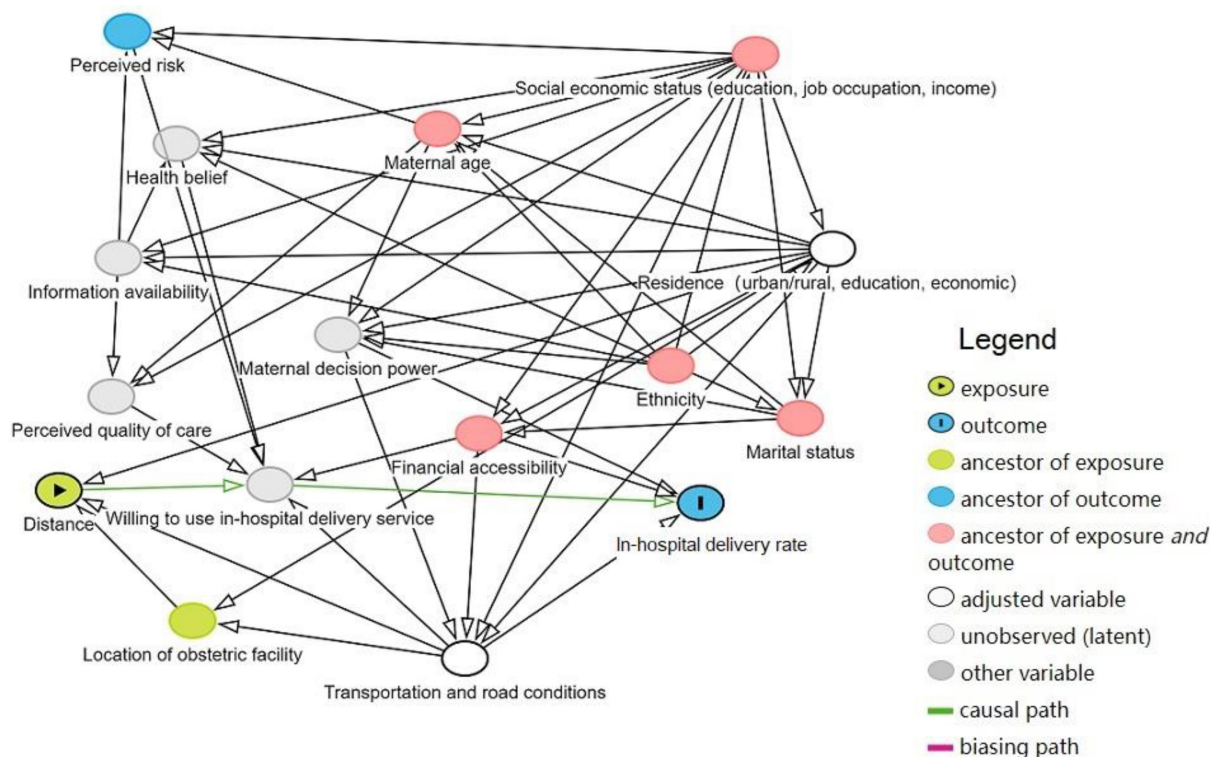 Perceived risk
Social economic status (education, job occupation, income)
Maternal age
Health belief
Information availability
Residence (urban/rural, education, economic)
Maternal decision power
Ethnicity
Perceived quality of care
Marital status
Financial accessibility
Distance
Willing to use in-hospital delivery service
In-hospital delivery rate
Location of obstetric facility
Transportation and road conditions
Legend
exposure
outcome
ancestor of exposure
ancestor of outcome
ancestor of exposure and
outcome
adjusted variable
unobserved (latent)
other variable
causal path
biasing path